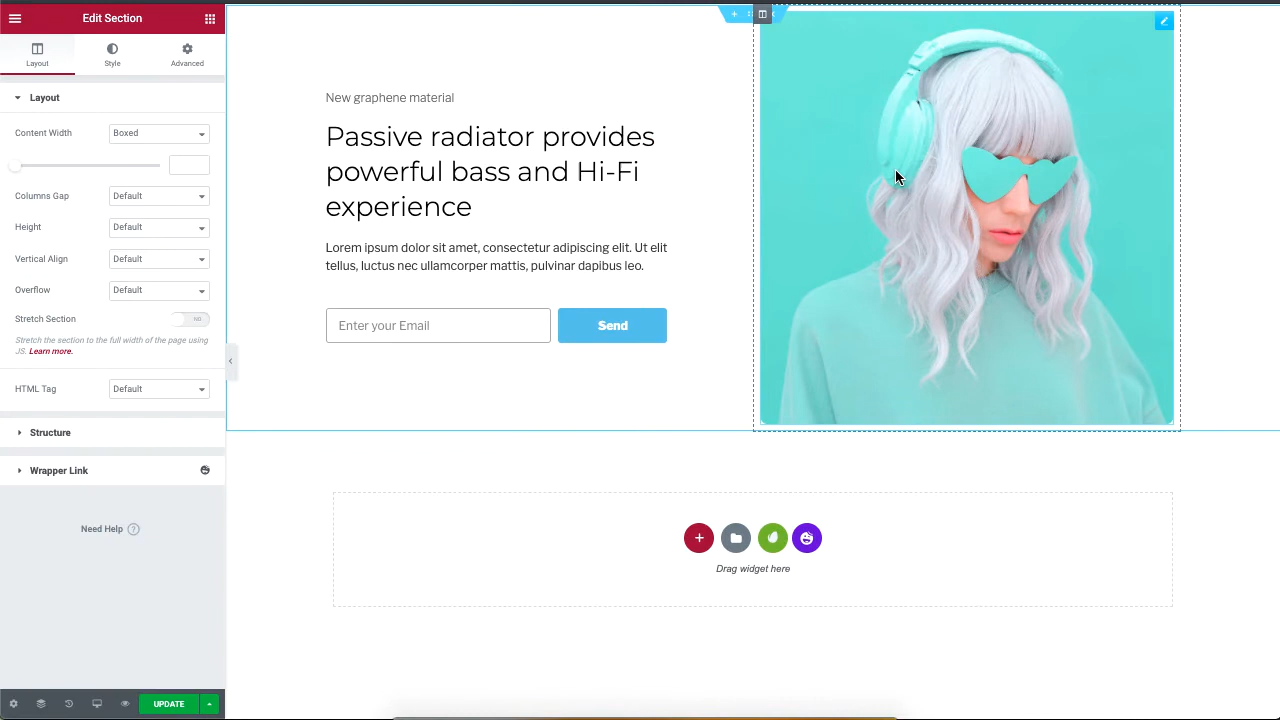 Edit Section
Layout
Style
Advanced
Layout
Content Width
Boxed
Columns Gap
Default
Height
Default
Vertical Align
Default
Overflow
Default
Stretch Section
NO
Stretch the section to the full width of the page using
JS. Learn more.
HTML Tag
Default
Structure
Wrapper Link
Need Help ?
UPDATE
New graphene material
Passive radiator provides
powerful bass and Hi-Fi
experience
Lorem ipsum dolor sit amet, consectetur adipiscing elit. Ut elit
tellus, luctus nec ullamcorper mattis, pulvinar dapibus leo.
Enter your Email
Send
Drag widget here